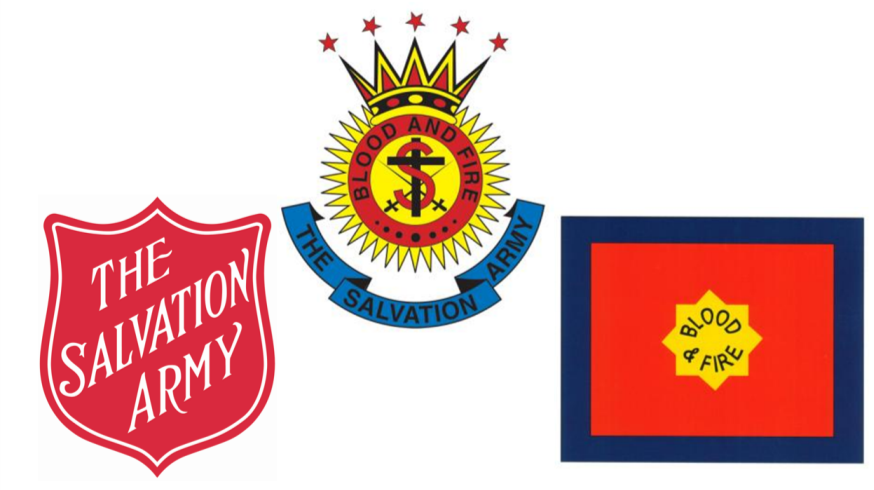 THE
SALVATION
ARMY
BLOOD AND FIRE
S
THE SALVATION ARMY
BLOOD
& FIRE